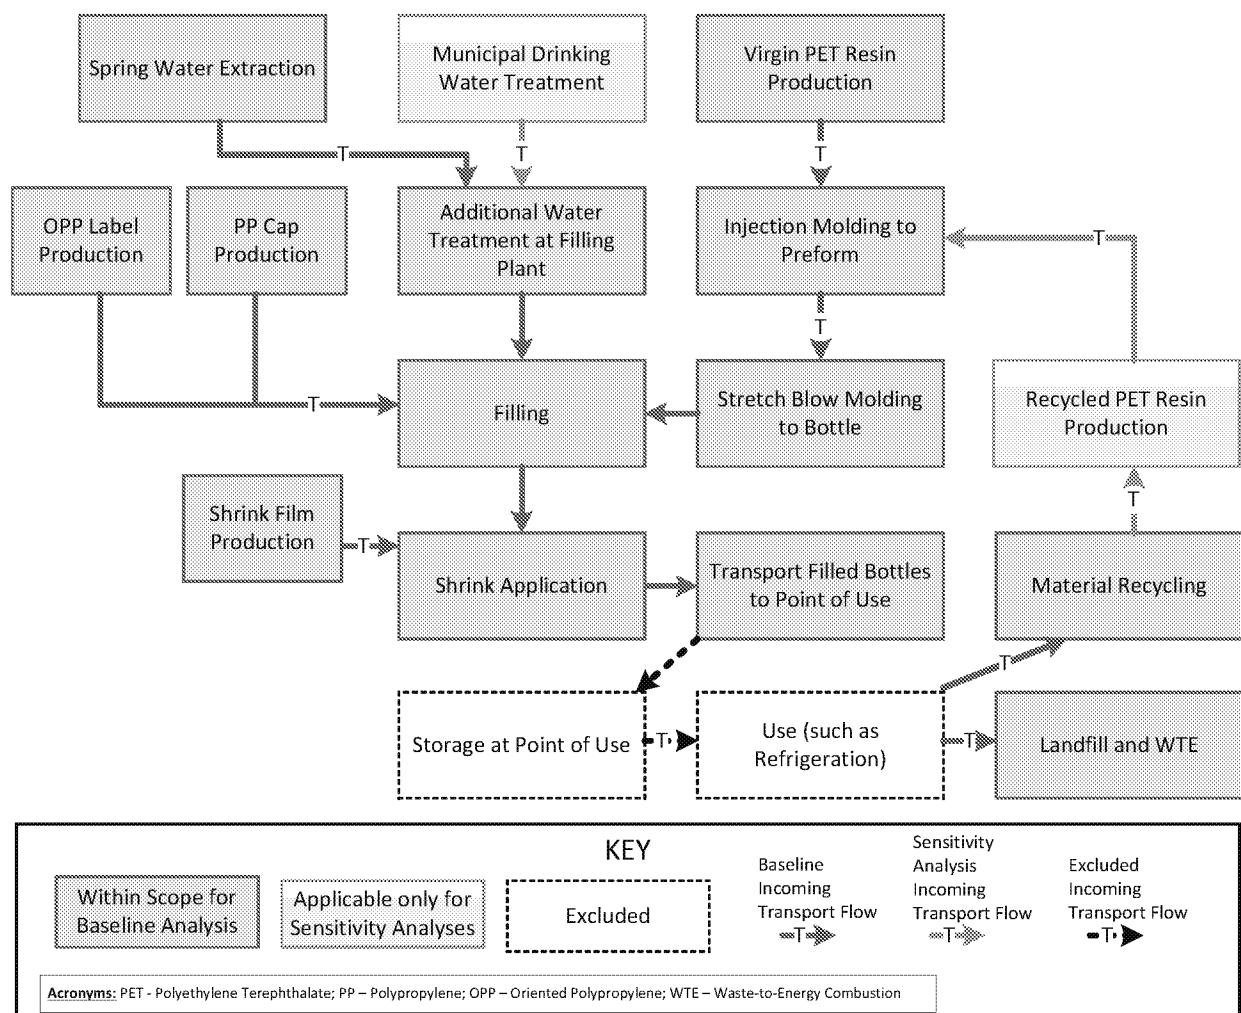 Spring Water Extraction
Municipal Drinking
Water Treatment
Virgin PET Resin
Production
T
T
T
OPP Label
Production
PP Cap
Production
Additional Water
Treatment at Filling
Plant
Injection Molding to
Preform
T
T
Filling
Stretch Blow Molding
to Bottle
Recycled PET Resin
Production
T
T
Shrink Film
Production
T
Shrink Application
Transport Filled Bottles
to Point of Use
Material Recycling
T
Storage at Point of Use
T
Use (such as
Refrigeration)
T
Landfill and WTE
KEY
Within Scope for
Baseline Analysis
Applicable only for
Sensitivity Analyses
Excluded
Baseline
Incoming
Transport Flow
T
Sensitivity
Analysis
Incoming
Transport Flow
T
Excluded
Incoming
Transport Flow
T
Acronyms: PET - Polyethylene Terephthalate; PP – Polypropylene; OPP – Oriented Polypropylene; WTE – Waste-to-Energy Combustion